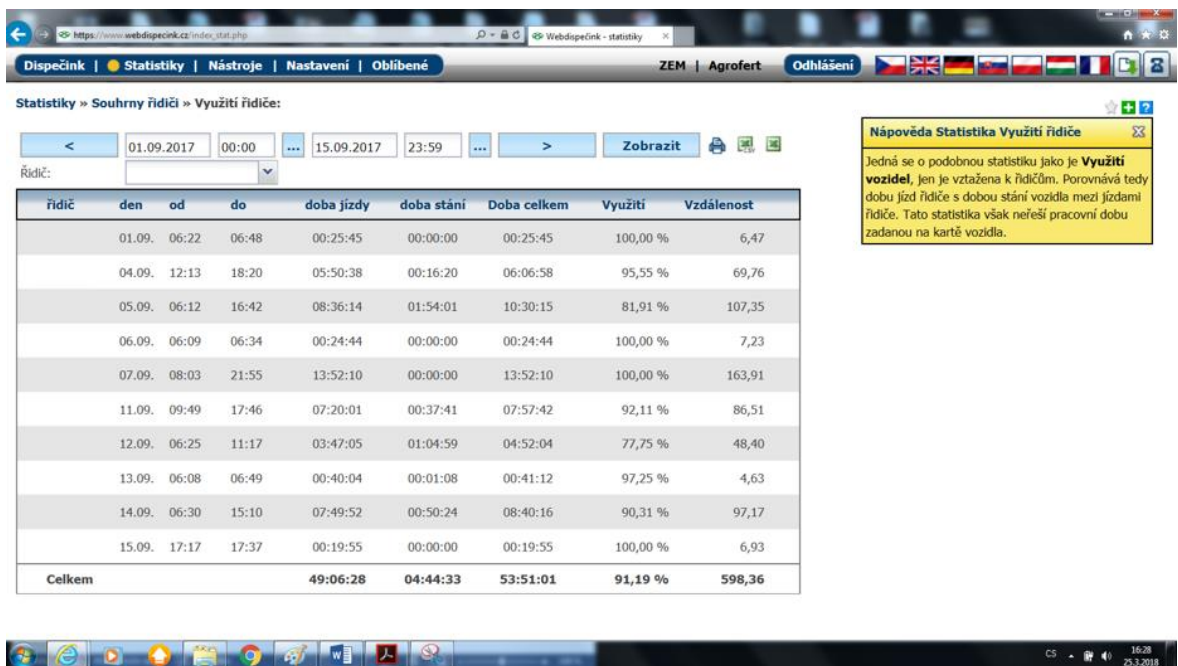 https://www.webdispecink.cz/index_stat.php
Webdispečink - statistiky
Dispečink | Statistiky | Nástroje | Nastavení | Oblíbené
ZEM | Agrofert
Odhlášení
Statistiky » Souhrny řidiči » Využití řidiče:
< 01.09.2017 00:00 ... 15.09.2017 23:59 ... > Zobrazit
Řidič:
řidič den od do doba jízdy doba stání Doba celkem Využití Vzdálenost
01.09. 06:22 06:48 00:25:45 00:00:00 00:25:45 100,00 % 6,47
04.09. 12:13 18:20 05:50:38 00:16:20 06:06:58 95,55 % 69,76
05.09. 06:12 16:42 08:36:14 01:54:01 10:30:15 81,91 % 107,35
06.09. 06:09 06:34 00:24:44 00:00:00 00:24:44 100,00 % 7,23
07.09. 08:03 21:55 13:52:10 00:00:00 13:52:10 100,00 % 163,91
11.09. 09:49 17:46 07:20:01 00:37:41 07:57:42 92,11 % 86,51
12.09. 06:25 11:17 03:47:05 01:04:59 04:52:04 77,75 % 48,40
13.09. 06:08 06:49 00:40:04 00:01:08 00:41:12 97,25 % 4,63
14.09. 06:30 15:10 07:49:52 00:50:24 08:40:16 90,31 % 97,17
15.09. 17:17 17:37 00:19:55 00:00:00 00:19:55 100,00 % 6,93
Celkem 49:06:28 04:44:33 53:51:01 91,19 % 598,36
Nápověda Statistika Využití řidiče
Jedná se o podobnou statistiku jako je Využití
vozidel, jen je vztažena k řidičům. Porovnává tedy
dobu jízd řidiče s dobou stání vozidla mezi jízdami
řidiče. Tato statistika však neřeší pracovní dobu
zadanou na kartě vozidla.
CS
16:28
25.3.2018